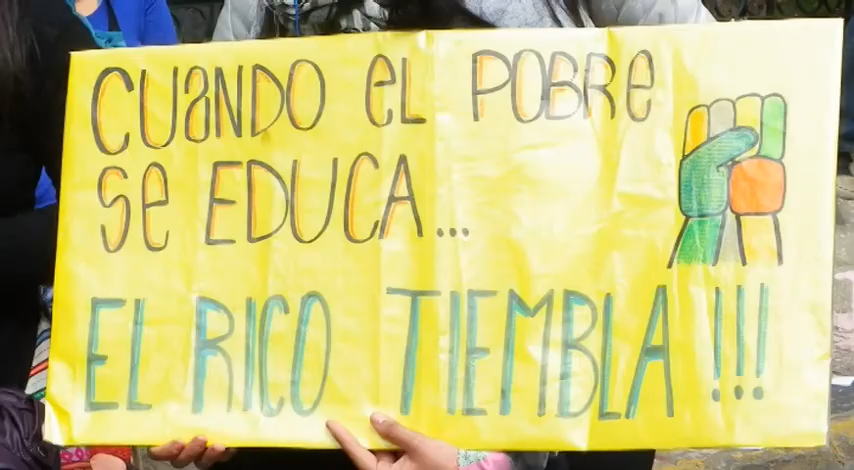 CUANDO EL POBRE
SE EDUCA...
EL RICO TIEMBLA !!!